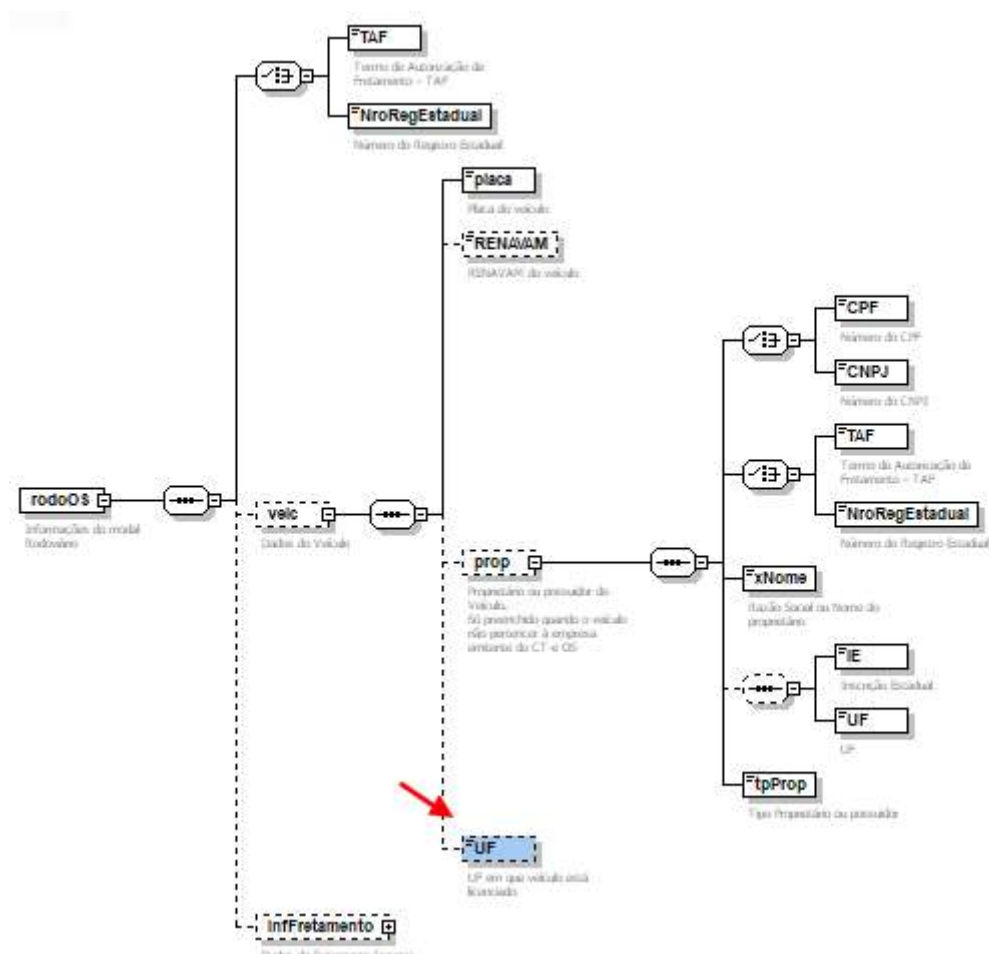 TAF
Termo de Autorização de
Fretamento – TAF
NroRegEstadual
Número do Registro Estadual
placa
Placa do veículo
RENAVAM
RENAVAM do veículo
CPF
Número do CPF
CNPJ
Número do CNPJ
TAF
Termo de Autorização de
Fretamento – TAF
rodoOS
Informações do modal
Rodoviário
veic
Dados do Veículo
prop
Proprietário ou possuidor do
Veículo.
Só preenchido quando o veículo
não pertencer à empresa
emitente do CT-e OS
NroRegEstadual
Número do Registro Estadual
xNome
Razão Social ou Nome do
proprietário
IE
Inscrição Estadual
UF
UF
tpProp
Tipo Proprietário ou possuidor
UF
UF em que veículo está
licenciado
infFretamento